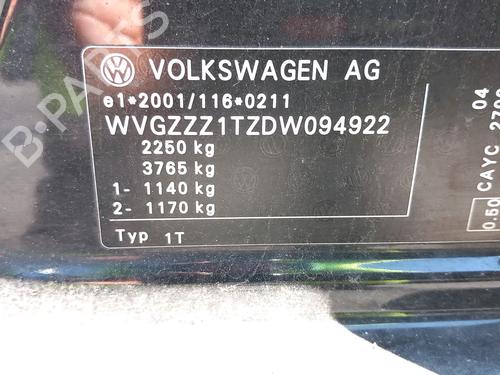 VOLKSWAGEN AG
e1*2001/116*0211
WVGZZZ1TZDW094922
2250 kg
3765 kg
1- 1140 kg
2- 1170 kg
Typ 1T
04
CAYC
0.50
B-PARTS